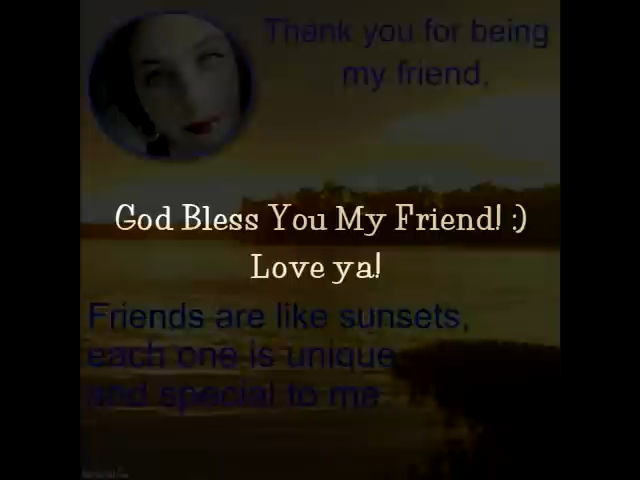 Thank you for being
my friend.
God Bless You My Friend! :)
Love ya!
Friends are like sunsets,
each one is unique
and special to me.